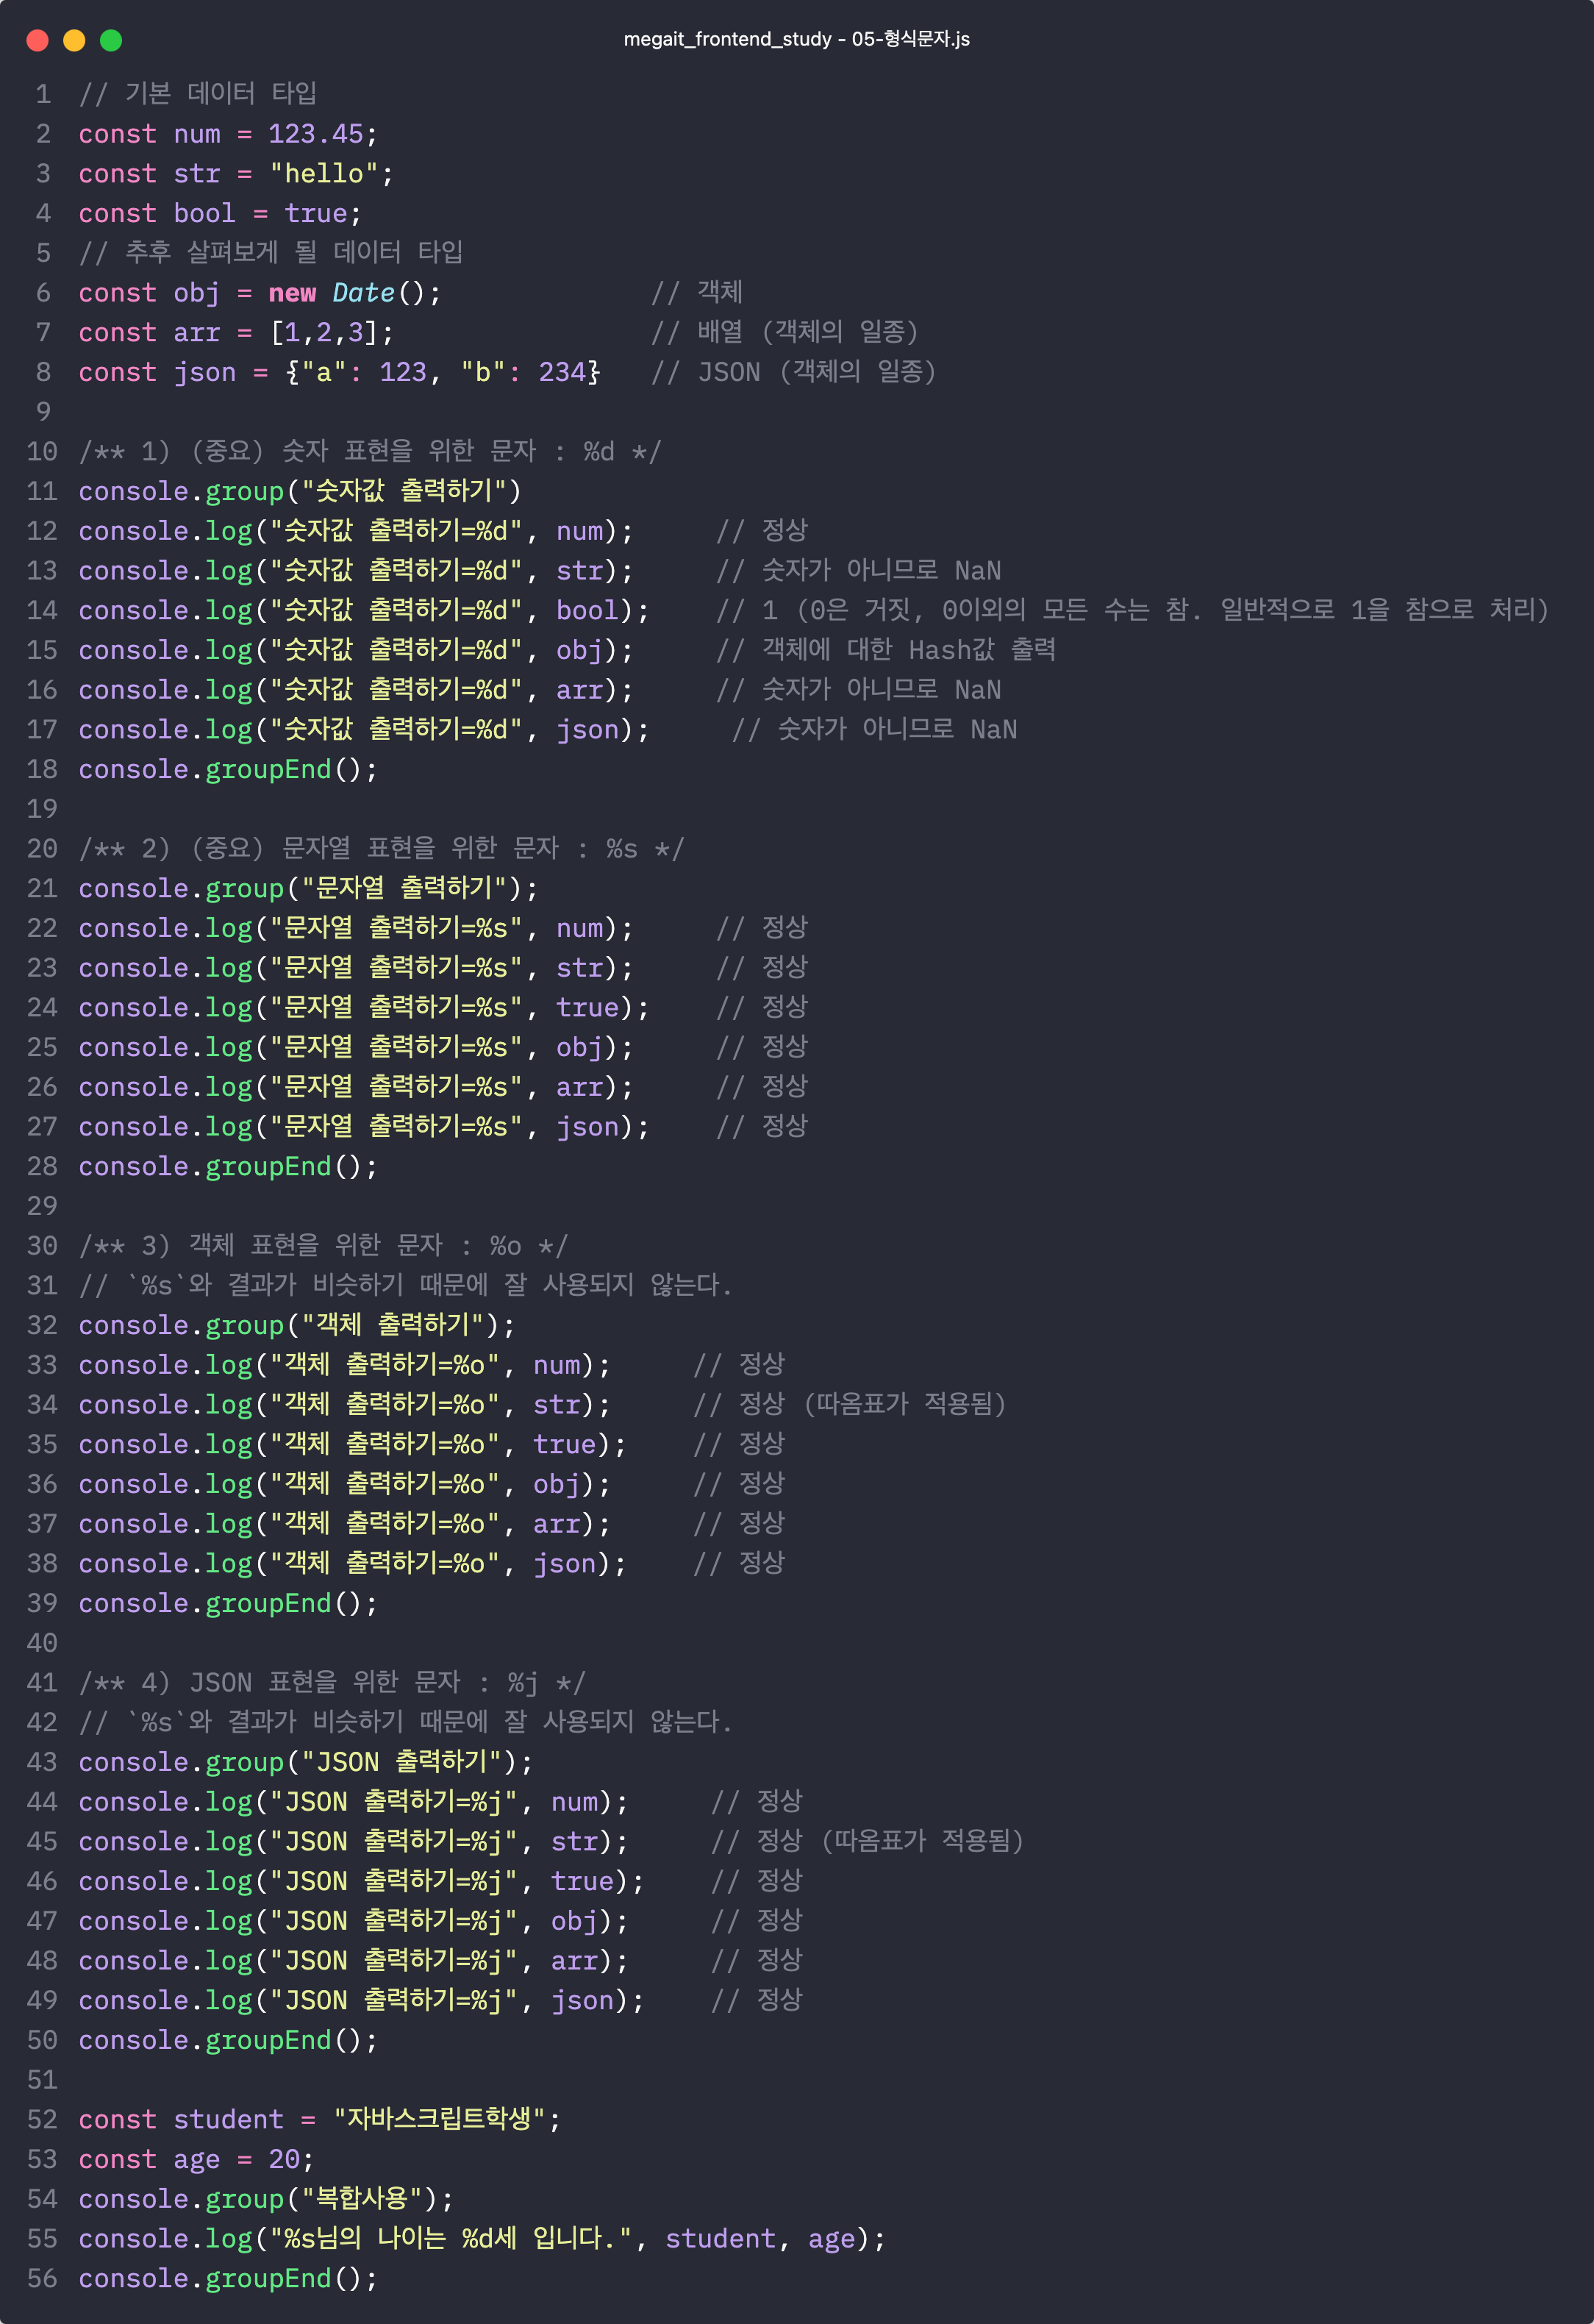 megait_frontend_study - 05-형식문자.js
1 // 기본 데이터 타입
2 const num = 123.45;
3 const str = "hello";
4 const bool = true;
5 // 추후 살펴보게 될 데이터 타입
6 const obj = new Date();             // 객체
7 const arr = [1,2,3];                // 배열 (객체의 일종)
8 const json = {"a": 123, "b": 234}   // JSON (객체의 일종)
9
10 /** 1) (중요) 숫자 표현을 위한 문자 : %d */
11 console.group("숫자값 출력하기")
12 console.log("숫자값 출력하기=%d", num);     // 정상
13 console.log("숫자값 출력하기=%d", str);     // 숫자가 아니므로 NaN
14 console.log("숫자값 출력하기=%d", bool);    // 1 (0은 거짓, 0이외의 모든 수는 참. 일반적으로 1을 참으로 처리)
15 console.log("숫자값 출력하기=%d", obj);     // 객체에 대한 Hash값 출력
16 console.log("숫자값 출력하기=%d", arr);     // 숫자가 아니므로 NaN
17 console.log("숫자값 출력하기=%d", json);     // 숫자가 아니므로 NaN
18 console.groupEnd();
19
20 /** 2) (중요) 문자열 표현을 위한 문자 : %s */
21 console.group("문자열 출력하기");
22 console.log("문자열 출력하기=%s", num);     // 정상
23 console.log("문자열 출력하기=%s", str);     // 정상
24 console.log("문자열 출력하기=%s", true);    // 정상
25 console.log("문자열 출력하기=%s", obj);     // 정상
26 console.log("문자열 출력하기=%s", arr);     // 정상
27 console.log("문자열 출력하기=%s", json);    // 정상
28 console.groupEnd();
29
30 /** 3) 객체 표현을 위한 문자 : %o */
31 // `%s`와 결과가 비슷하기 때문에 잘 사용되지 않는다.
32 console.group("객체 출력하기");
33 console.log("객체 출력하기=%o", num);     // 정상
34 console.log("객체 출력하기=%o", str);     // 정상 (따옴표가 적용됨)
35 console.log("객체 출력하기=%o", true);    // 정상
36 console.log("객체 출력하기=%o", obj);     // 정상
37 console.log("객체 출력하기=%o", arr);     // 정상
38 console.log("객체 출력하기=%o", json);    // 정상
39 console.groupEnd();
40
41 /** 4) JSON 표현을 위한 문자 : %j */
42 // `%s`와 결과가 비슷하기 때문에 잘 사용되지 않는다.
43 console.group("JSON 출력하기");
44 console.log("JSON 출력하기=%j", num);     // 정상
45 console.log("JSON 출력하기=%j", str);     // 정상 (따옴표가 적용됨)
46 console.log("JSON 출력하기=%j", true);    // 정상
47 console.log("JSON 출력하기=%j", obj);     // 정상
48 console.log("JSON 출력하기=%j", arr);     // 정상
49 console.log("JSON 출력하기=%j", json);    // 정상
50 console.groupEnd();
51
52 const student = "자바스크립트학생";
53 const age = 20;
54 console.group("복합사용");
55 console.log("%s님의 나이는 %d세 입니다.", student, age);
56 console.groupEnd();